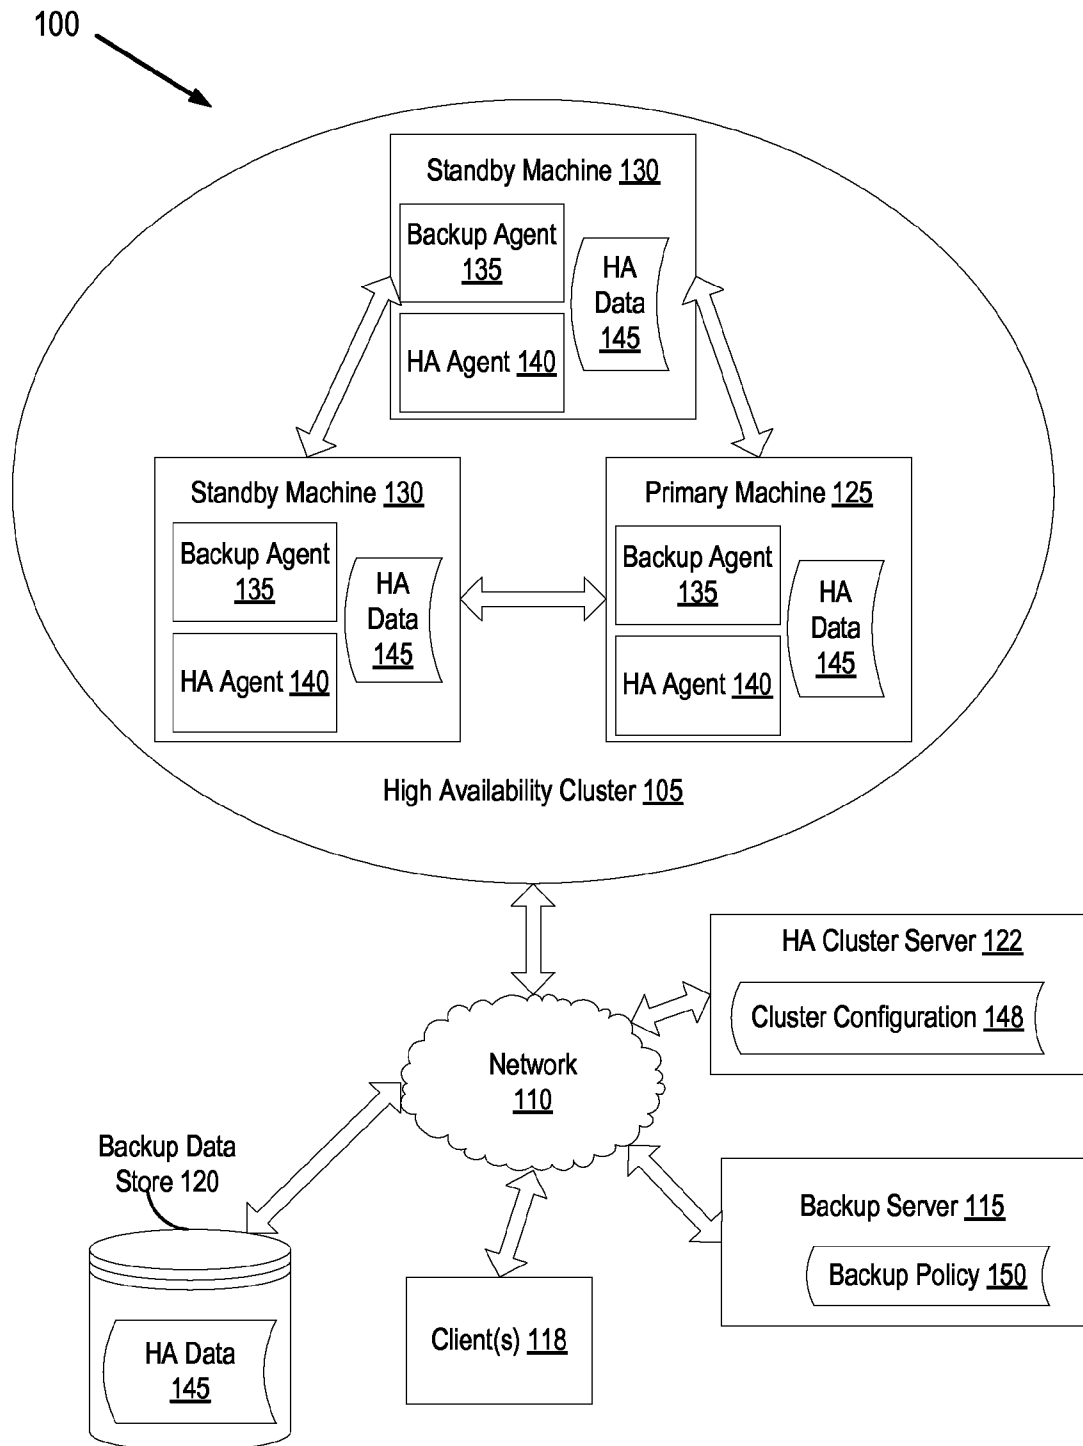 100
Standby Machine 130
Backup Agent
135
HA
Data
145
HA Agent 140
Standby Machine 130
Backup Agent
135
HA
Data
145
HA Agent 140
Primary Machine 125
Backup Agent
135
HA
Data
145
HA Agent 140
High Availability Cluster 105
HA Cluster Server 122
Cluster Configuration 148
Network
110
Backup Data
Store 120
HA Data
145
Client(s) 118
Backup Server 115
Backup Policy 150